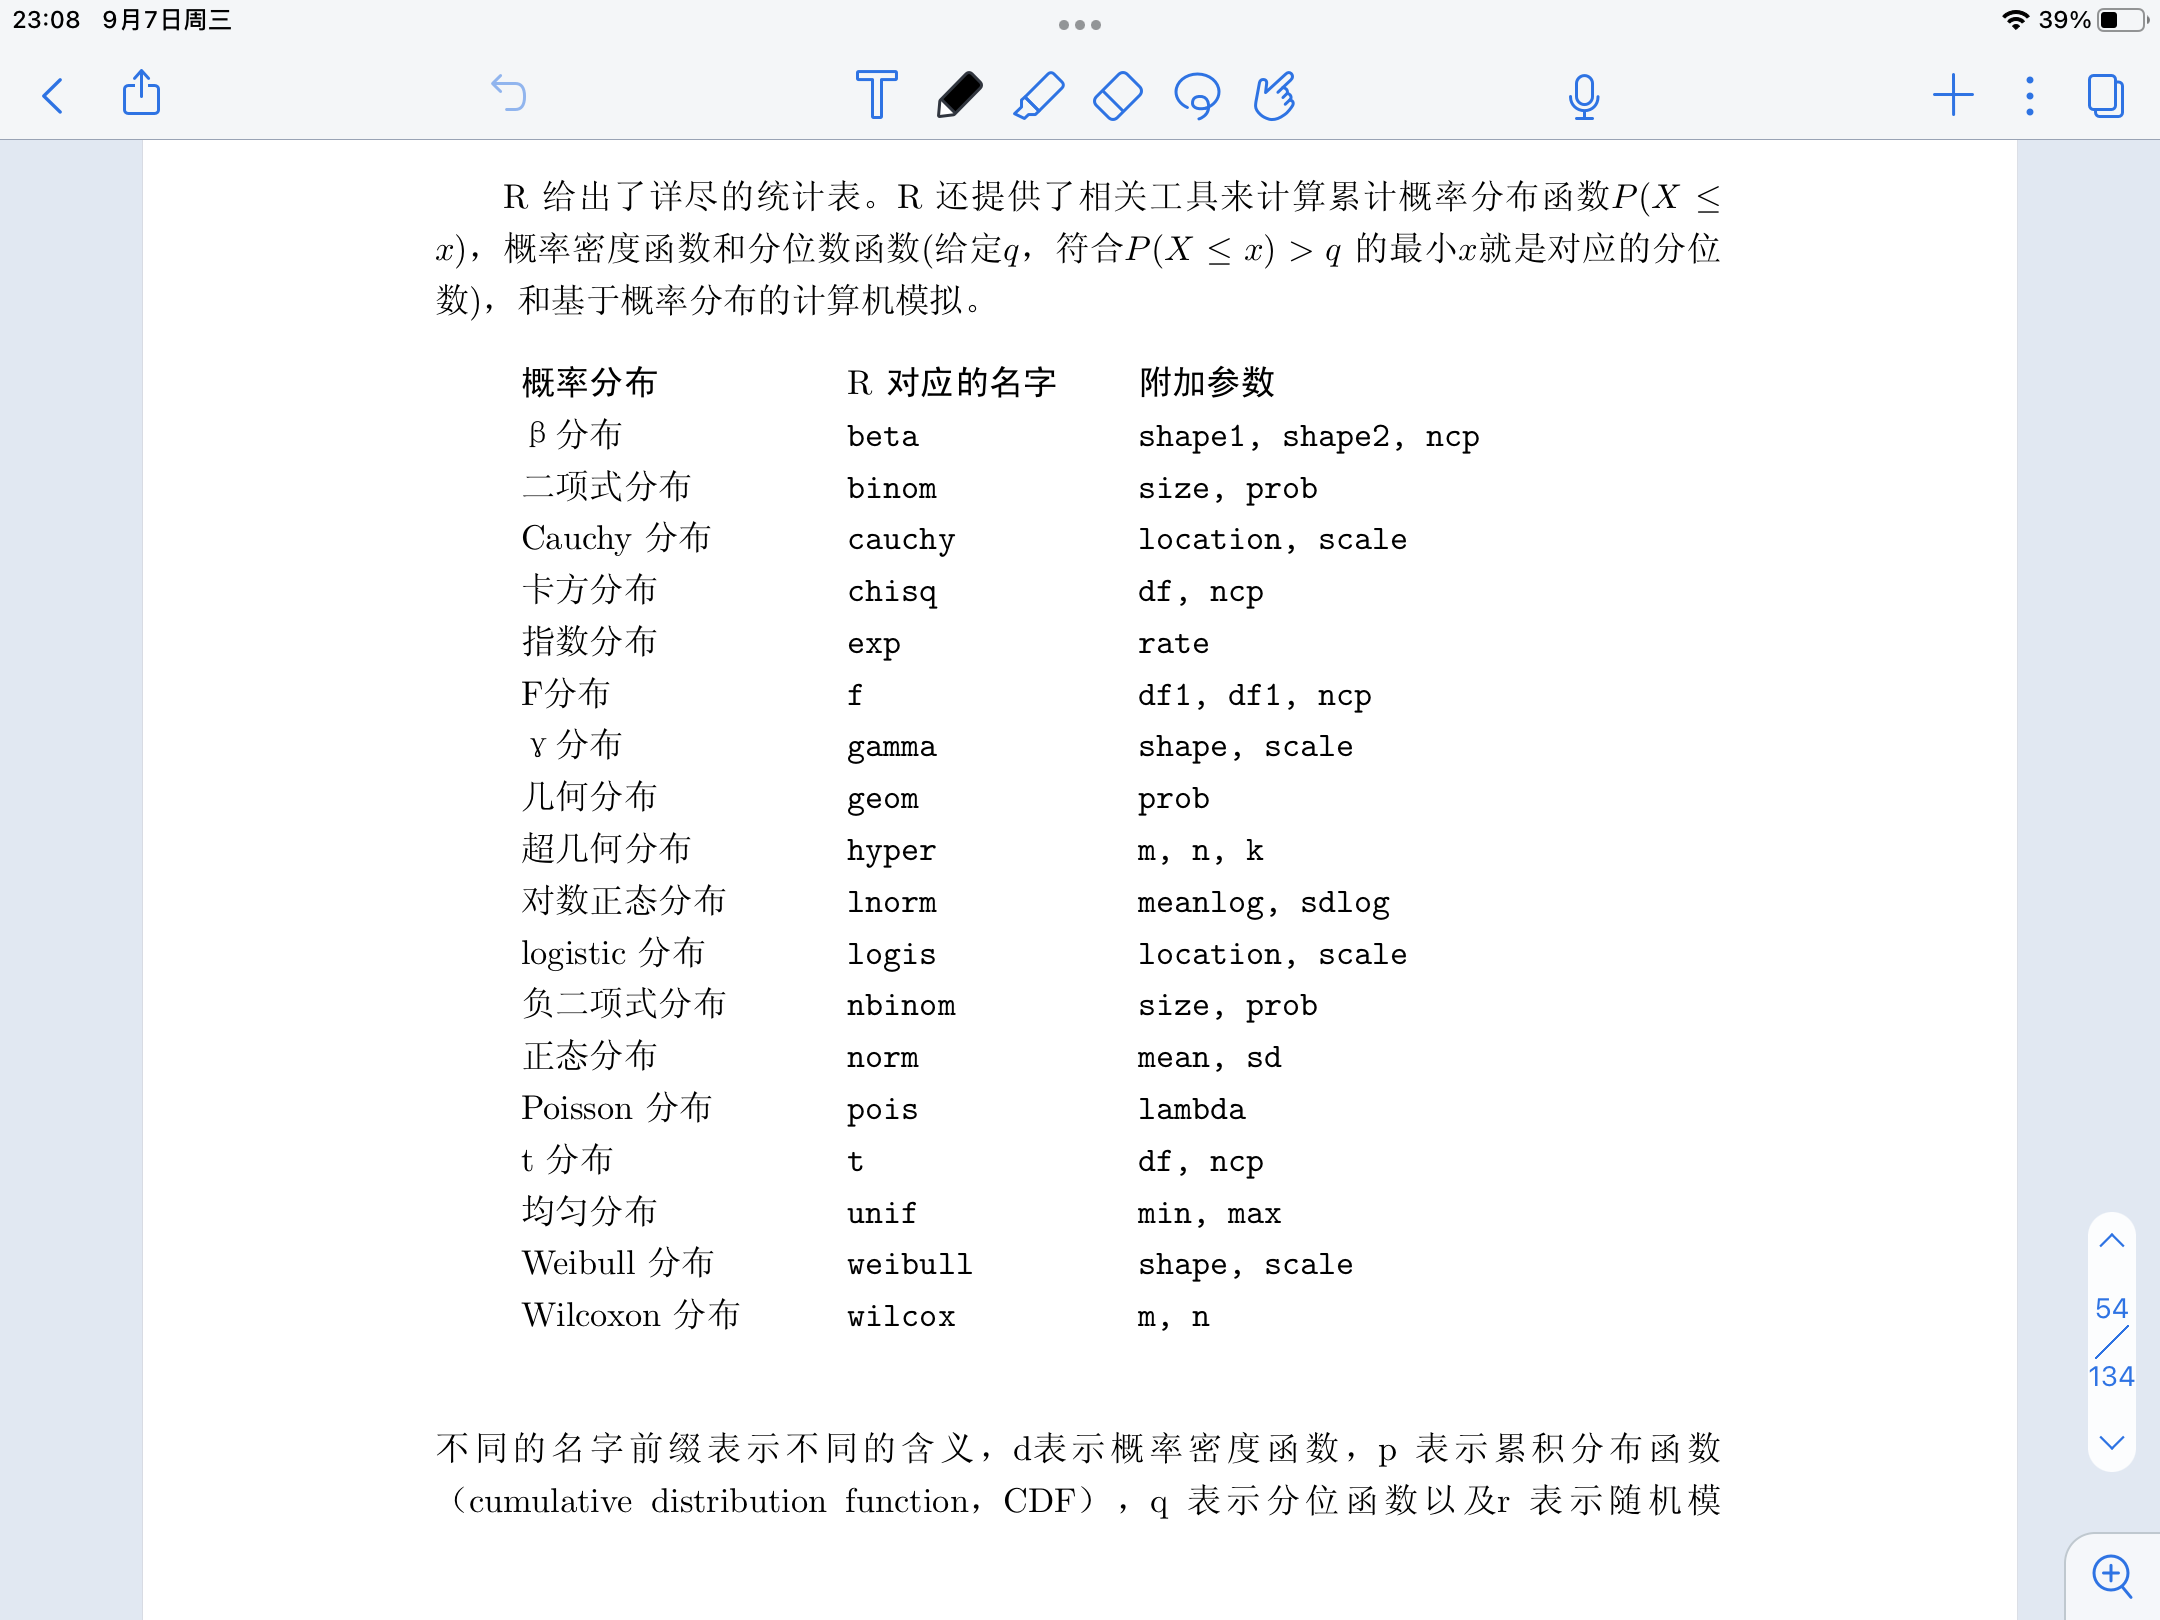 23:08 9月7日周三 39%
R 给出了详尽的统计表。R 还提供了相关工具来计算累计概率分布函数P(X ≤
x)，概率密度函数和分位数函数(给定q，符合P(X ≤ x) > q 的最小x就是对应的分位
数)，和基于概率分布的计算机模拟。
概率分布 R 对应的名字 附加参数
β分布 beta shape1, shape2, ncp
二项式分布 binom size, prob
Cauchy 分布 cauchy location, scale
卡方分布 chisq df, ncp
指数分布 exp rate
F分布 f df1, df1, ncp
γ分布 gamma shape, scale
几何分布 geom prob
超几何分布 hyper m, n, k
对数正态分布 lnorm meanlog, sdlog
logistic 分布 logis location, scale
负二项式分布 nbinom size, prob
正态分布 norm mean, sd
Poisson 分布 pois lambda
t 分布 t df, ncp
均匀分布 unif min, max
Weibull 分布 weibull shape, scale
Wilcoxon 分布 wilcox m, n
54
134
不同的名字前缀表示不同的含义，d表示概率密度函数，p 表示累积分布函数
（cumulative distribution function，CDF），q 表示分位函数以及r 表示随机模